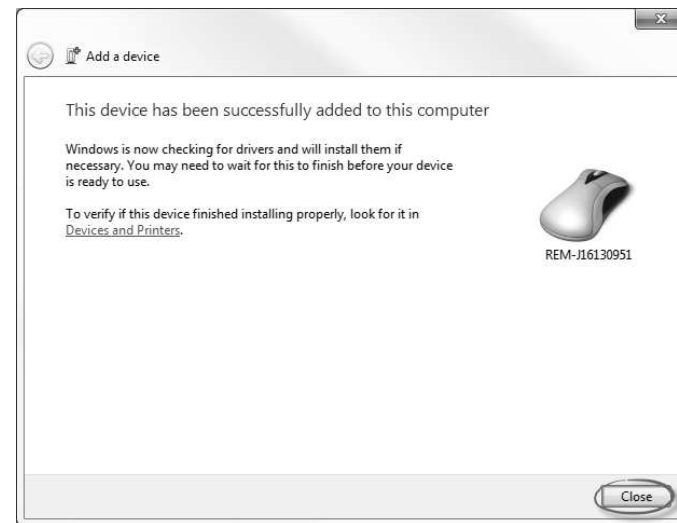 Add a device
This device has been successfully added to this computer
Windows is now checking for drivers and will install them if
necessary. You may need to wait for this to finish before your device
is ready to use.
To verify if this device finished installing properly, look for it in
Devices and Printers.
REM-J16130951
Close